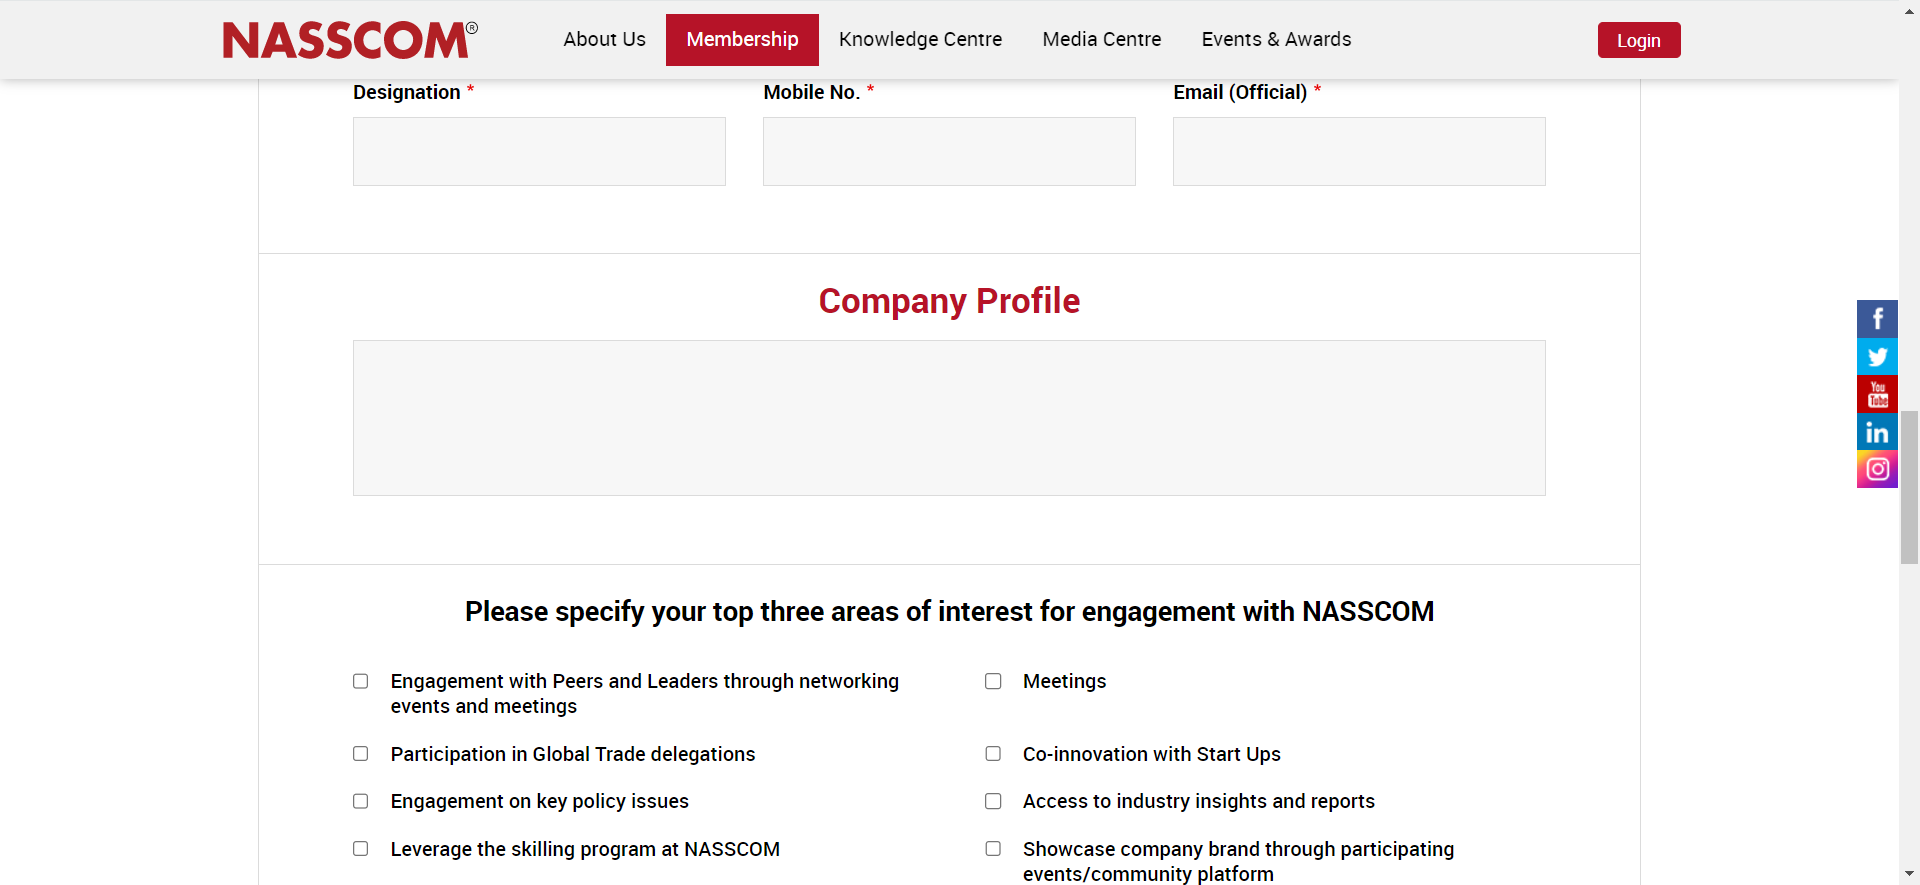 NASSCOM®
About Us
Membership
Knowledge Centre
Media Centre
Events & Awards
Login
Designation *
Mobile No. *
Email (Official) *
Company Profile
You
Tube
in
Please specify your top three areas of interest for engagement with NASSCOM
Engagement with Peers and Leaders through networking
events and meetings
Meetings
Participation in Global Trade delegations
Co-innovation with Start Ups
Engagement on key policy issues
Access to industry insights and reports
Leverage the skilling program at NASSCOM
Showcase company brand through participating
events/community platform